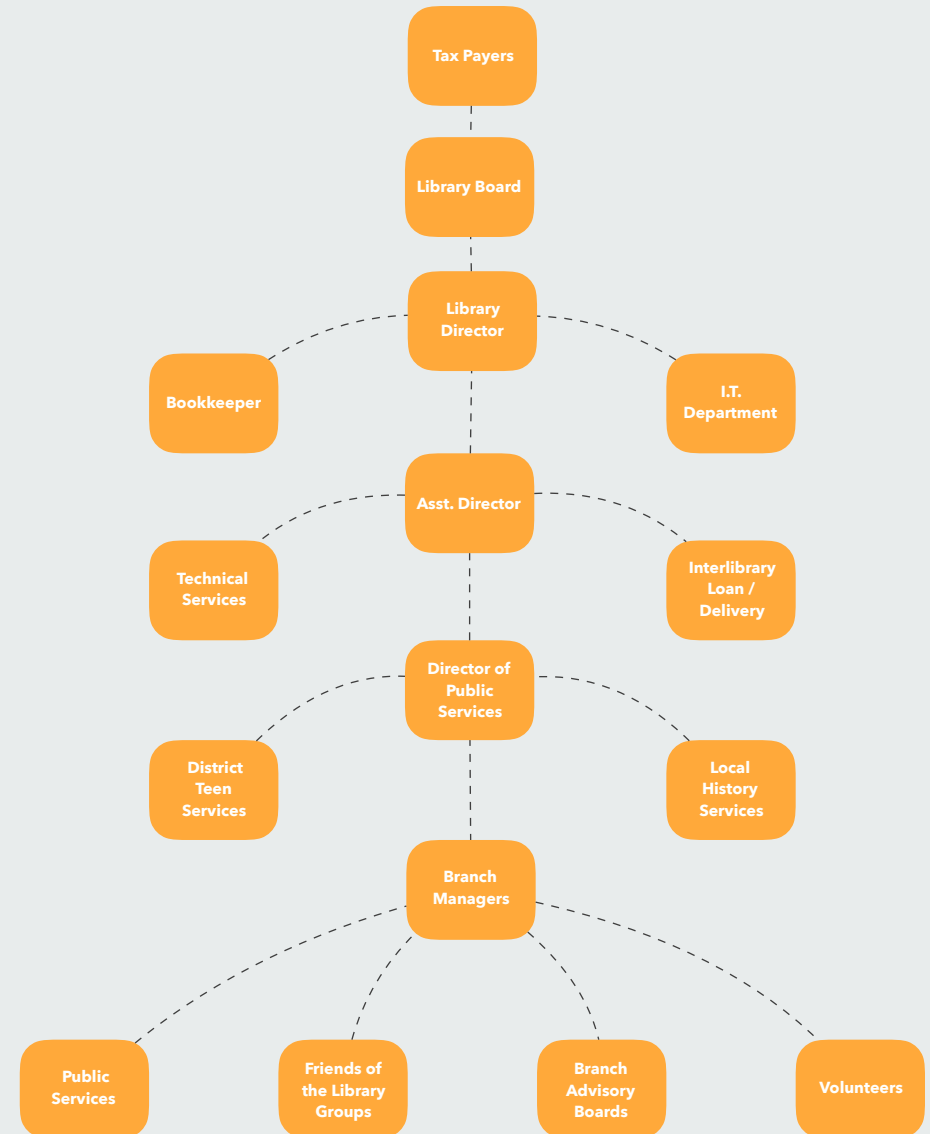 Tax Payers
Library Board
Library
Director
Bookkeeper
I.T.
Department
Asst. Director
Technical
Services
Interlibrary
Loan /
Delivery
Director of
Public
Services
District
Teen
Services
Local
History
Services
Branch
Managers
Public
Services
Friends of
the Library
Groups
Branch
Advisory
Boards
Volunteers